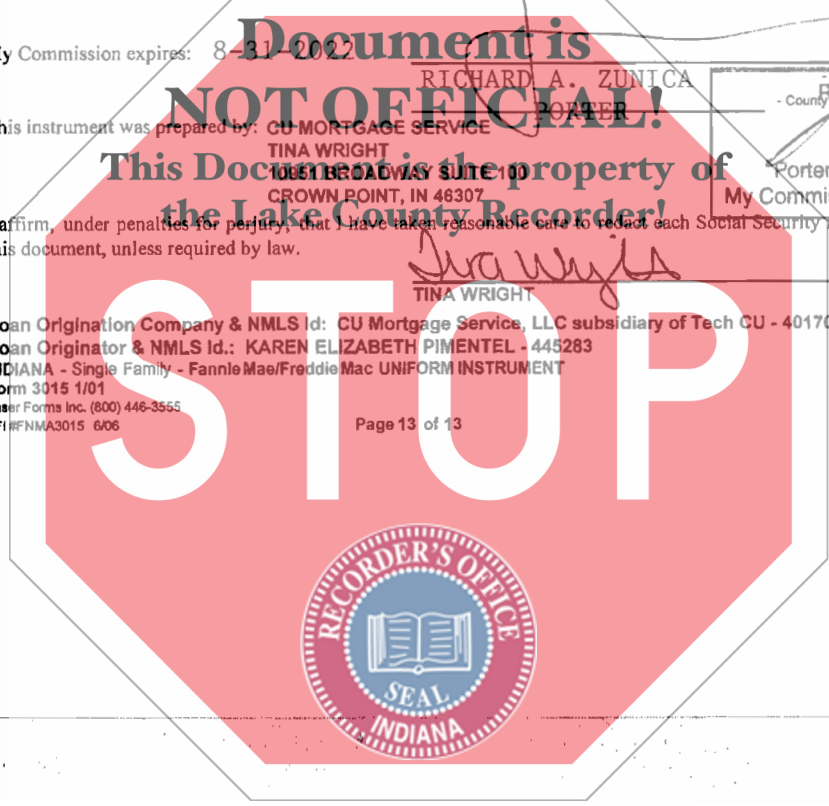 Document is
y Commission expires: 8-31-2022
RICHARD A. ZUNICA
NOT OFFICIAL!
PORTER
- County
his instrument was prepared by: CU MORTGAGE SERVICE
TINA WRIGHT
This Document is the property of
10951 BROADWAY SUITE 100
Porter
CROWN POINT, IN 46307
My Commi
the Lake County Recorder!
affirm, under penalties for perjury, that I have taken reasonable care to redact each Social Security
is document, unless required by law.
Tina Wright
TINA WRIGHT
STOP
oan Origination Company & NMLS Id: CU Mortgage Service, LLC subsidiary of Tech CU - 40170
oan Originator & NMLS Id.: KAREN ELIZABETH PIMENTEL - 445283
DIANA - Single Family - Fannie Mae/Freddie Mac UNIFORM INSTRUMENT
orm 3015 1/01
ser Forms Inc. (800) 446-3555
#FNMA3015 6/06
Page 13 of 13
RECORDER'S OFFICE
SEAL
INDIANA